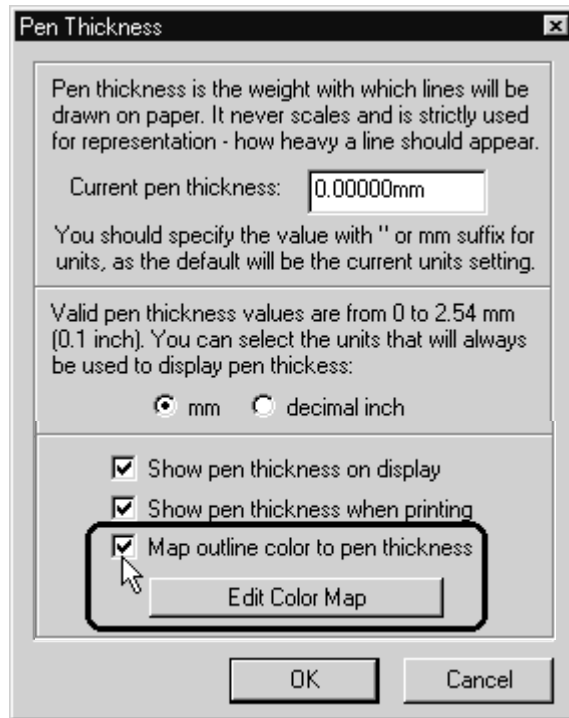 Pen Thickness
Pen thickness is the weight with which lines will be
drawn on paper. It never scales and is strictly used
for representation - how heavy a line should appear.
Current pen thickness: 0.00000mm
You should specify the value with " or mm suffix for
units, as the default will be the current units setting.
Valid pen thickness values are from 0 to 2.54 mm
(0.1 inch). You can select the units that will always
be used to display pen thickess:
mm decimal inch
Show pen thickness on display
Show pen thickness when printing
Map outline color to pen thickness
Edit Color Map
OK Cancel